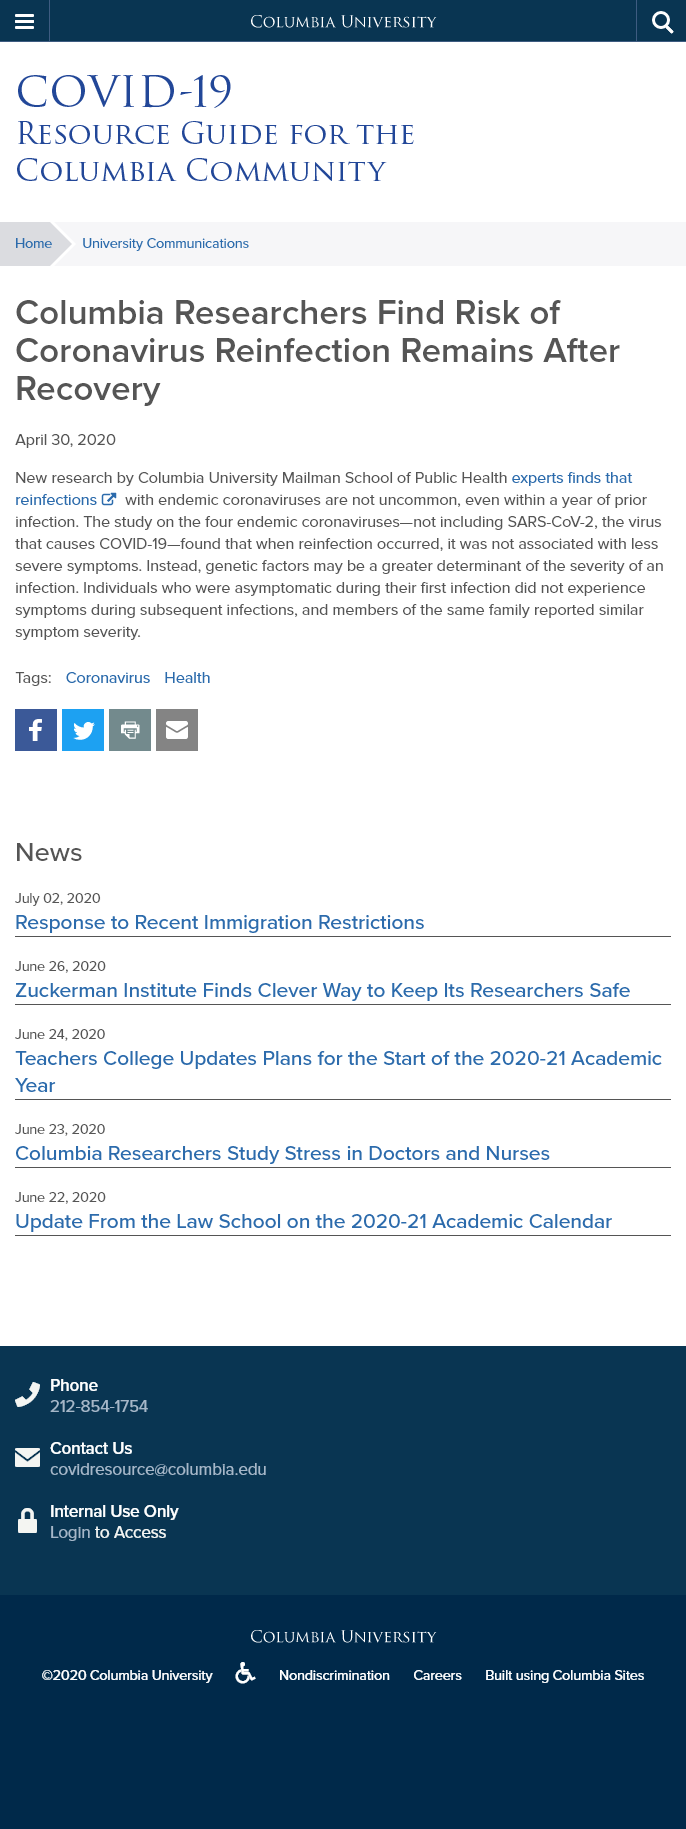 Columbia University
COVID-19
Resource Guide for the
Columbia Community
Home University Communications
Columbia Researchers Find Risk of
Coronavirus Reinfection Remains After
Recovery
April 30, 2020
New research by Columbia University Mailman School of Public Health experts finds that
reinfections with endemic coronaviruses are not uncommon, even within a year of prior
infection. The study on the four endemic coronaviruses—not including SARS-CoV-2, the virus
that causes COVID-19—found that when reinfection occurred, it was not associated with less
severe symptoms. Instead, genetic factors may be a greater determinant of the severity of an
infection. Individuals who were asymptomatic during their first infection did not experience
symptoms during subsequent infections, and members of the same family reported similar
symptom severity.
Tags: Coronavirus Health
News
July 02, 2020
Response to Recent Immigration Restrictions
June 26, 2020
Zuckerman Institute Finds Clever Way to Keep Its Researchers Safe
June 24, 2020
Teachers College Updates Plans for the Start of the 2020-21 Academic
Year
June 23, 2020
Columbia Researchers Study Stress in Doctors and Nurses
June 22, 2020
Update From the Law School on the 2020-21 Academic Calendar
Phone
212-854-1754
Contact Us
covidresource@columbia.edu
Internal Use Only
Login to Access
Columbia University
©2020 Columbia University Nondiscrimination Careers Built using Columbia Sites